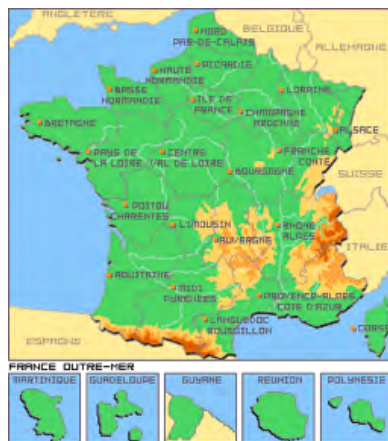 ANGLETERRE
BELGIQUE
ALLEMAGNE
NORD
PAS-DE-CALAIS
PICARDIE
HAUTE
NORMANDIE
BASSE
NORMANDIE
ILE DE
FRANCE
LORRAINE
CHAMPAGNE
ARDENNE
ALSACE
BRETAGNE
PAYS DE
LA LOIRE
CENTRE
VAL DE LOIRE
FRANCHE
COMTÉ
BOURGOGNE
SUISSE
POITOU
CHARENTES
LIMOUSIN
AUVERGNE
RHONE
ALPES
ITALIE
AQUITAINE
MIDI
PYRENEES
PROVENCE-ALPES
COTE D'AZUR
LANGUEDOC
ROUSSILLON
CORSE
ESPAGNE
FRANCE OUTRE-MER
MARTINIQUE
GUADELOUPE
GUYANE
REUNION
POLYNESIE